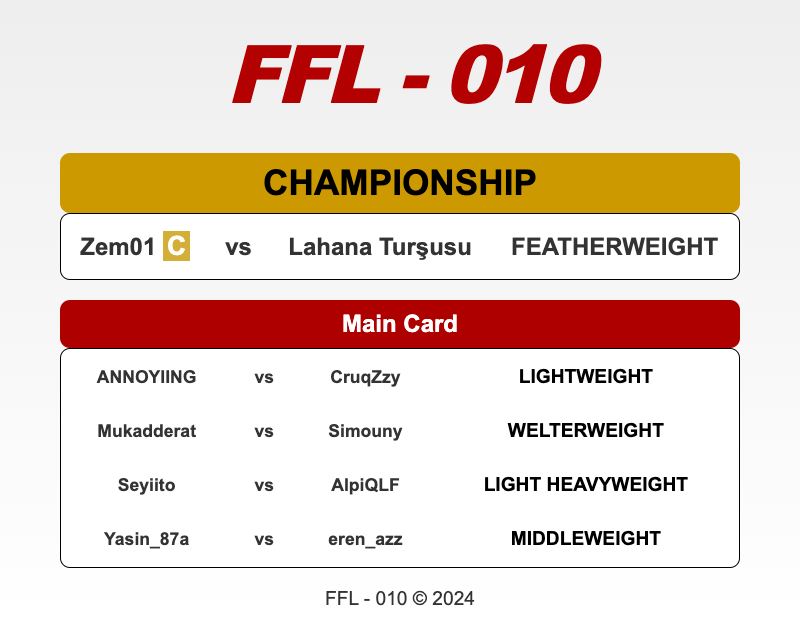 FFL - 010
CHAMPIONSHIP
Zem01 C vs Lahana Turşusu FEATHERWEIGHT
Main Card
ANNOYIING vs CruqZzy LIGHTWEIGHT
Mukadderat vs Simouny WELTERWEIGHT
Seyiito vs AlpiQLF LIGHT HEAVYWEIGHT
Yasin_87a vs eren_azz MIDDLEWEIGHT
FFL - 010 © 2024